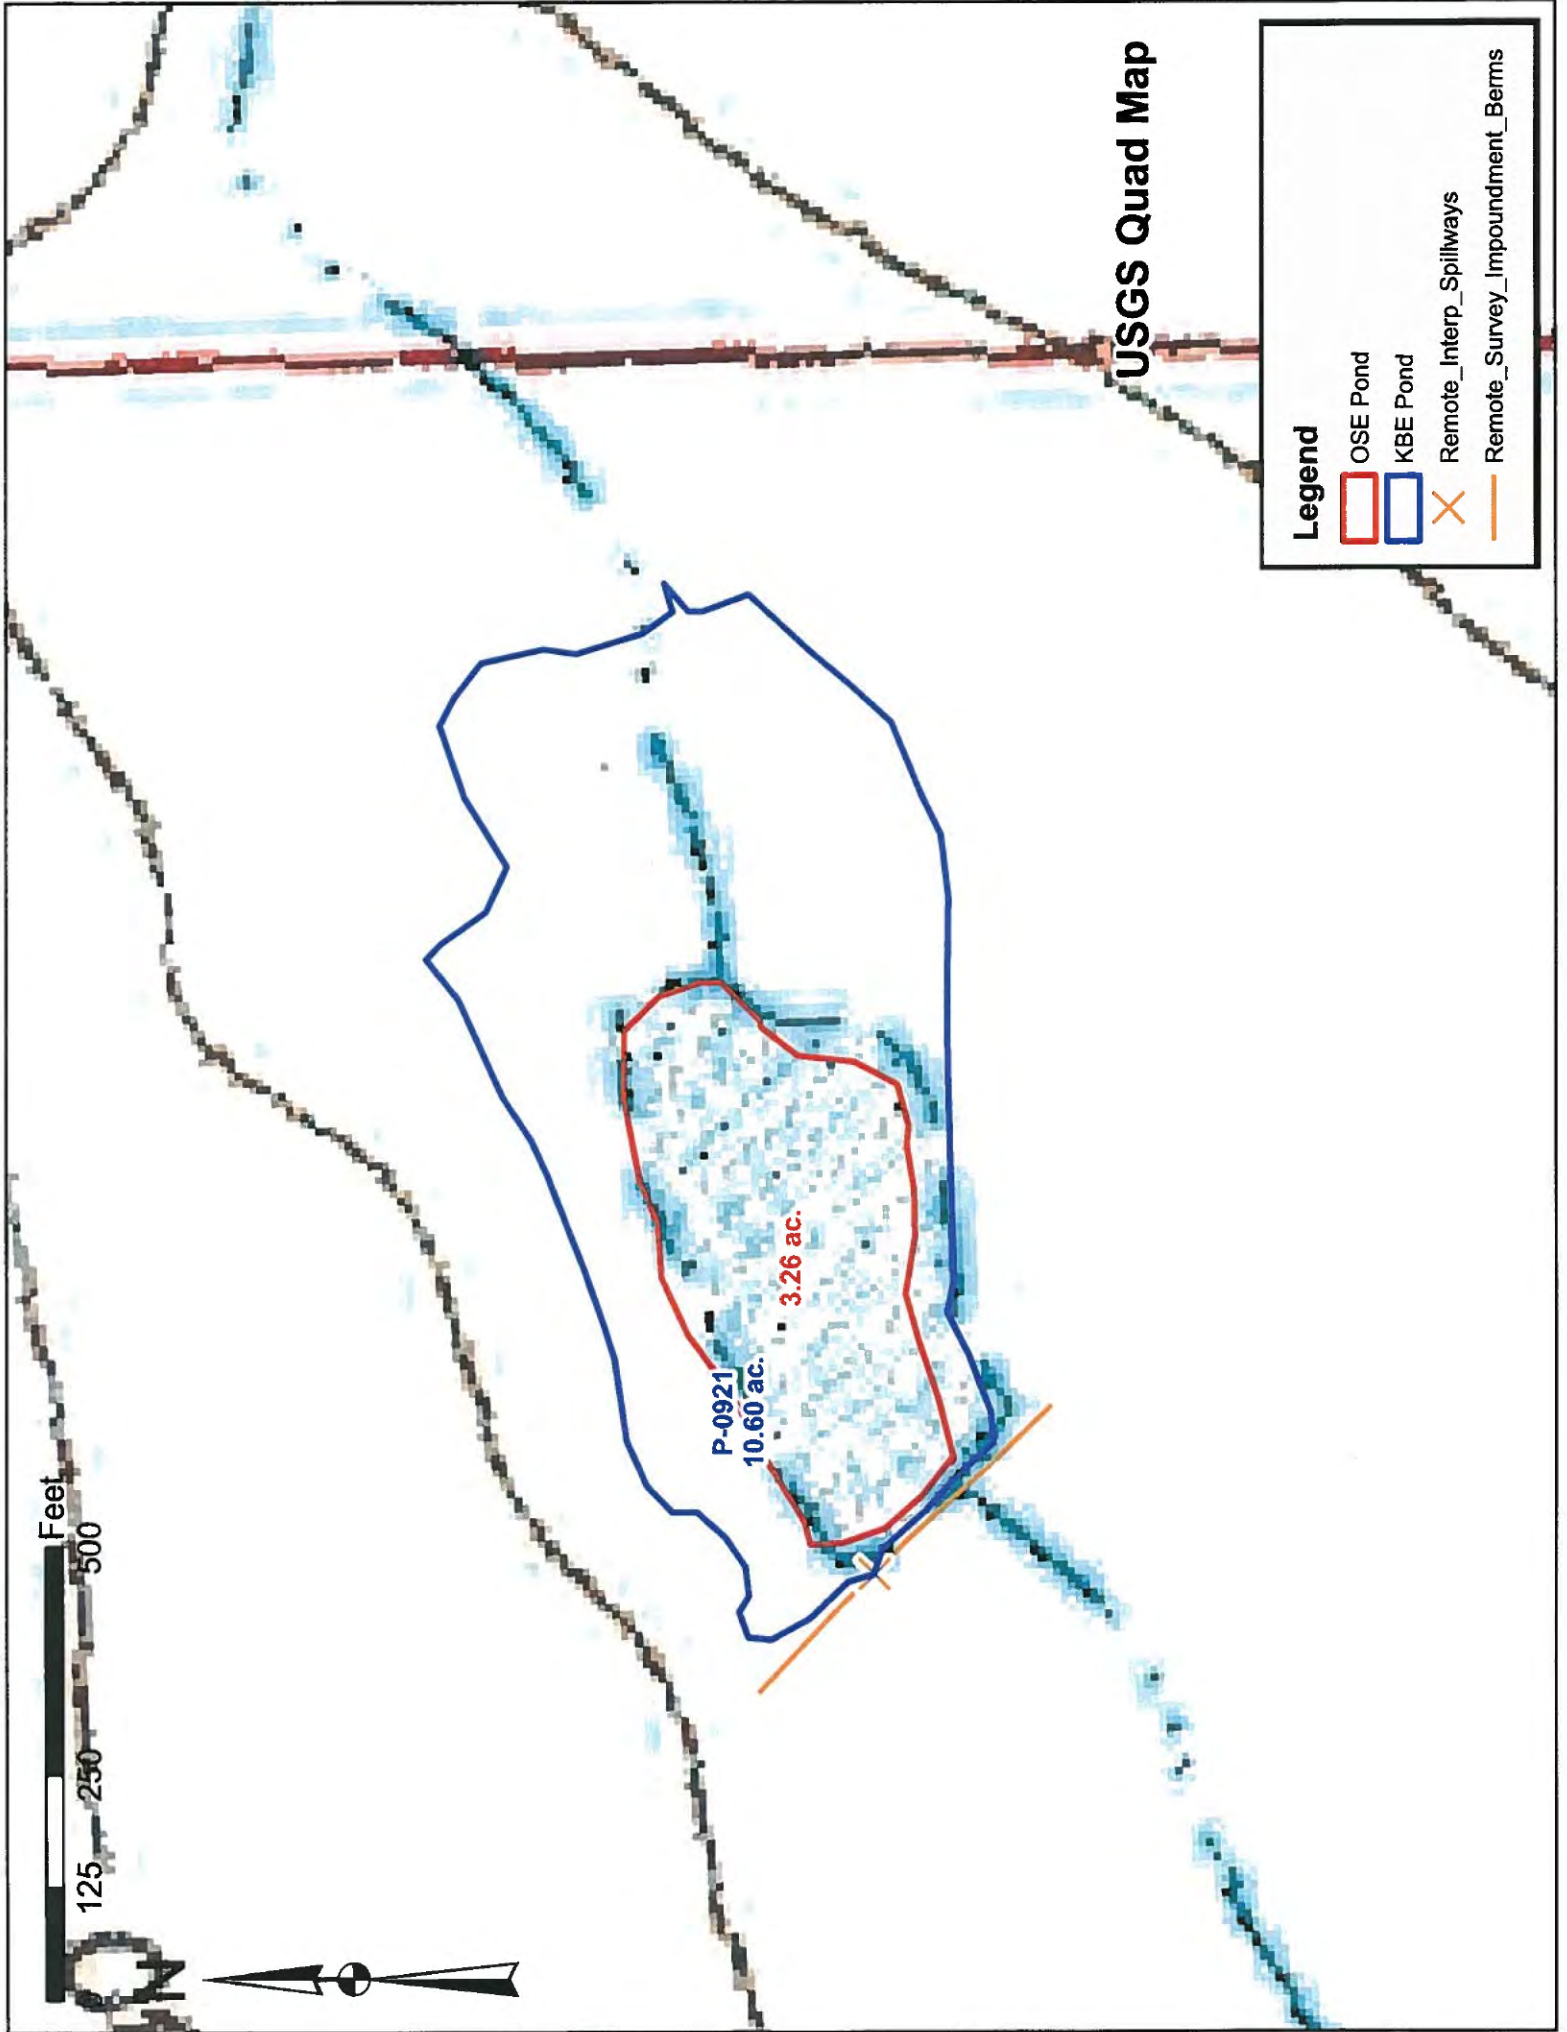 Feet
0 125 250 500
N
P-0921
10.60 ac.
3.26 ac.
USGS Quad Map
Legend
OSE Pond
KBE Pond
Remote_Interp_Spillways
Remote_Survey_Impoundment_Berms